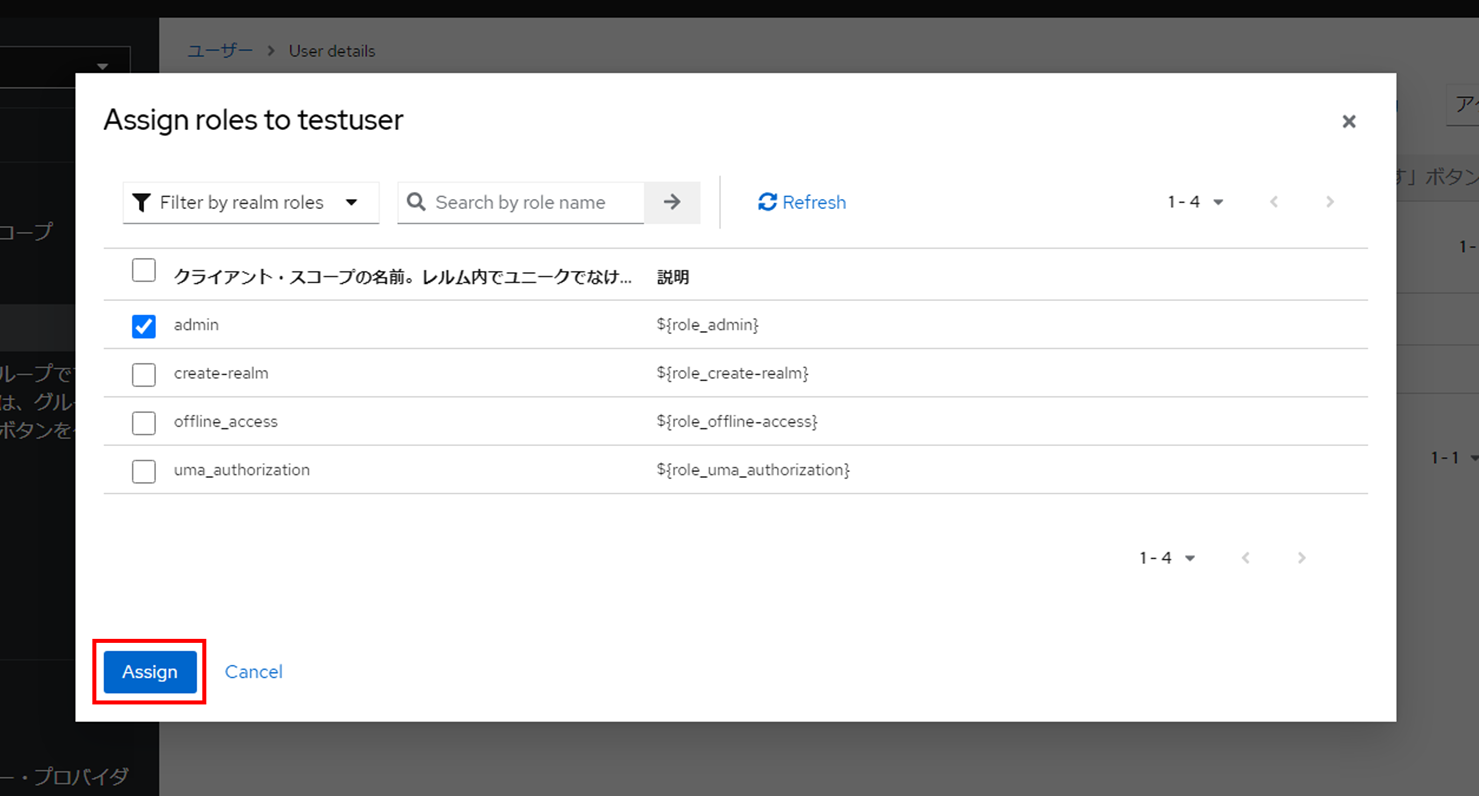 ユーザー > User details
Assign roles to testuser
Filter by realm roles
Search by role name
Refresh
1 - 4
クライアント・スコープの名前。レルム内でユニークでなけ... 説明
admin ${role_admin}
create-realm ${role_create-realm}
offline_access ${role_offline-access}
uma_authorization ${role_uma_authorization}
1 - 4
Assign
Cancel
コープ
ループで
は、グル
ボタンを
ー・プロバイダ
ア
す」ボタン
1 -
1 - 1